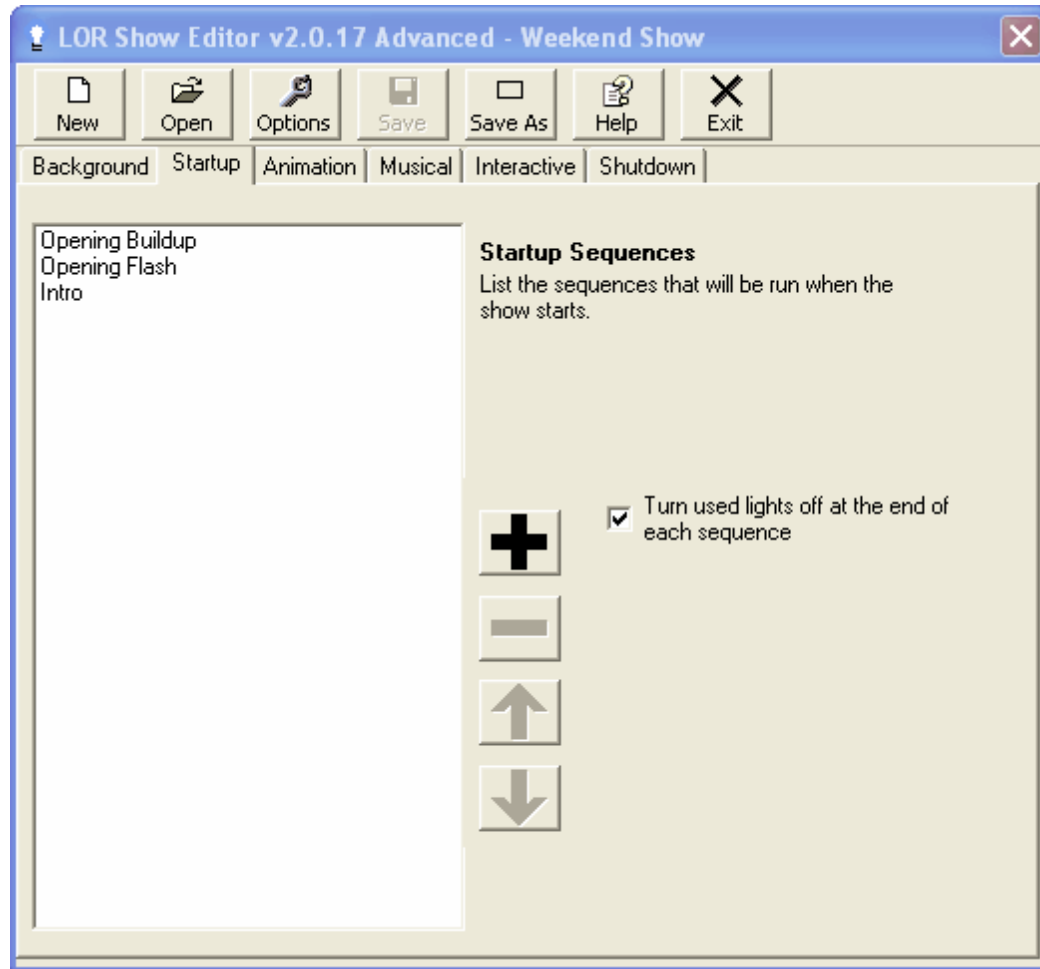 LOR Show Editor v2.0.17 Advanced - Weekend Show
New Open Options Save Save As Help Exit
Background Startup Animation Musical Interactive Shutdown
Opening Buildup
Opening Flash
Intro
Startup Sequences
List the sequences that will be run when the
show starts.
Turn used lights off at the end of
each sequence